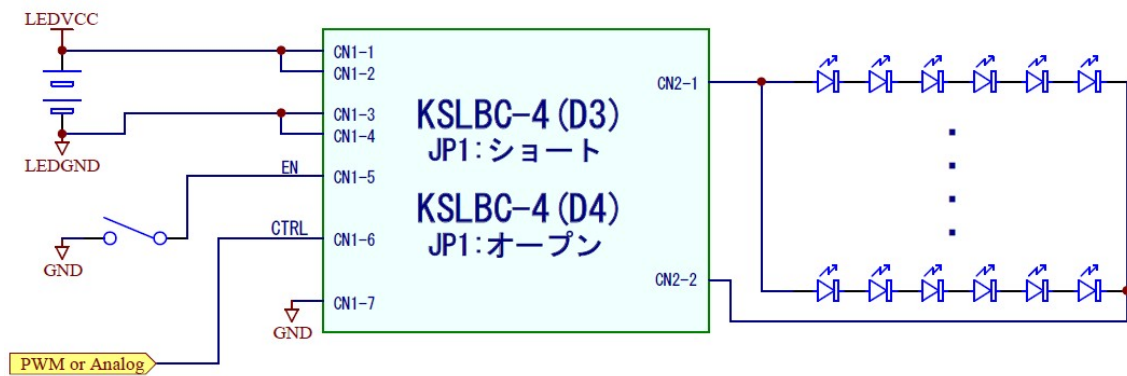 LEDVCC
CN1-1
CN1-2
CN1-3
CN1-4
LEDGND
EN
CN1-5
CTRL
CN1-6
GND
CN1-7
GND
PWM or Analog
KSLBC-4(D3)
JP1:ショート
KSLBC-4(D4)
JP1:オープン
CN2-1
CN2-2